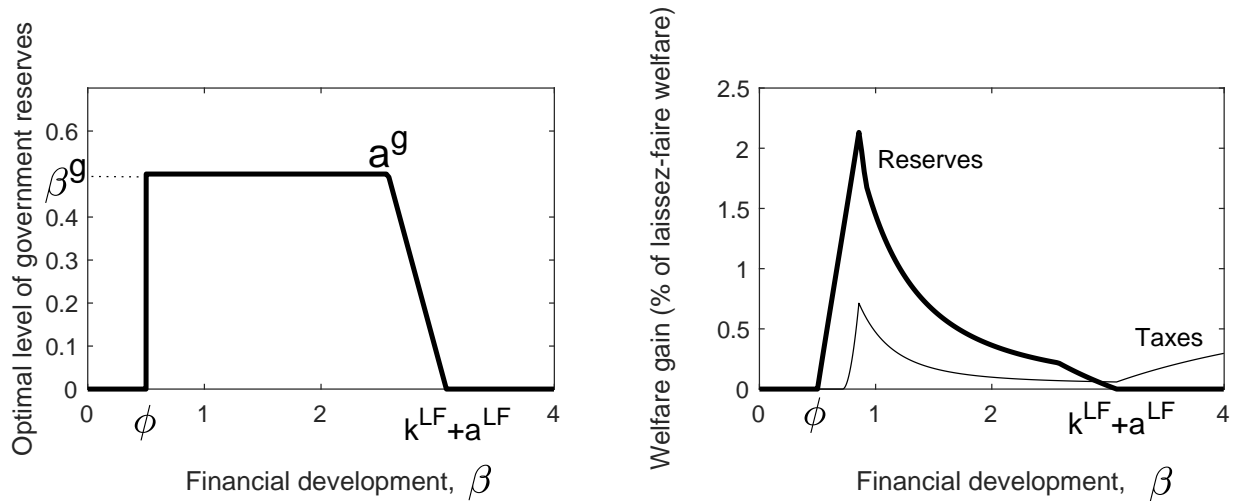 Optimal level of government reserves
0.6
β^g
0.4
0.3
0.2
0.1
0
a^g
0
ϕ
1
2
k^LF+a^LF
4
Financial development, β
Welfare gain (% of laissez-faire welfare)
2.5
2
1.5
1
0.5
0
Reserves
Taxes
0
ϕ
1
2
k^LF+a^LF
4
Financial development, β